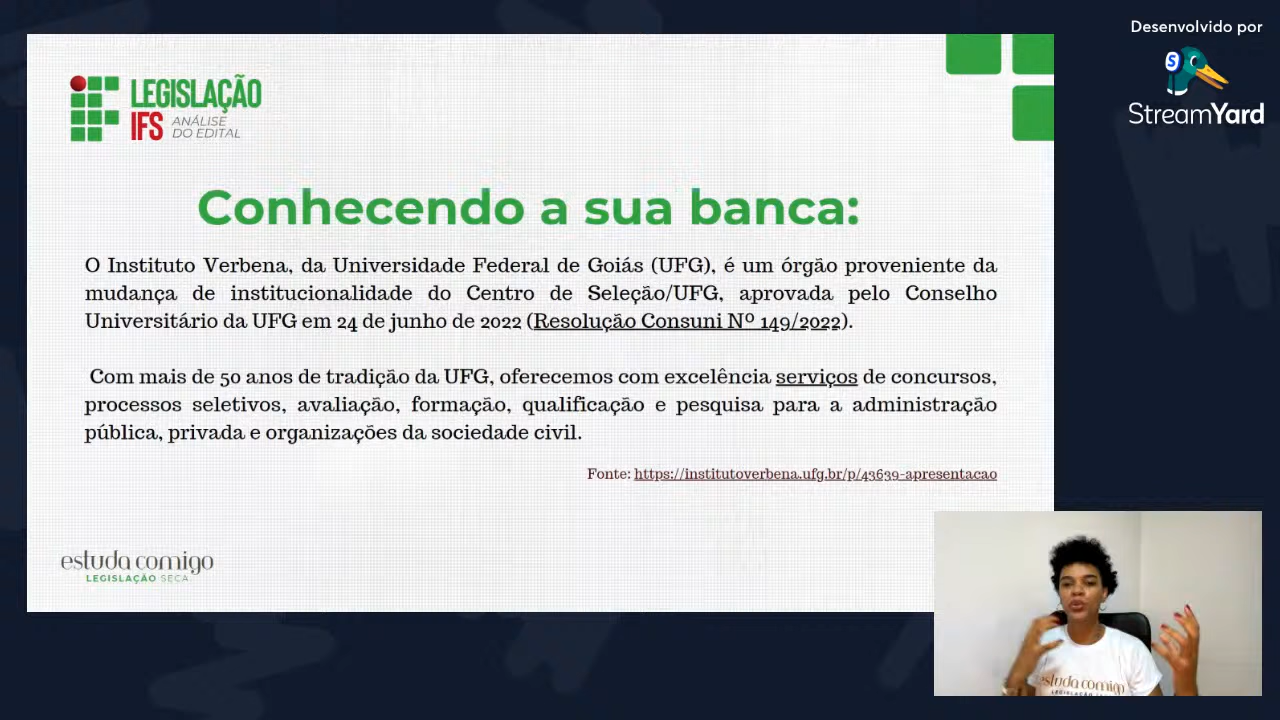 Desenvolvido por
StreamYard
LEGISLAÇÃO
IFS ANÁLISE
DO EDITAL
Conhecendo a sua banca:
O Instituto Verbena, da Universidade Federal de Goiás (UFG), é um órgão proveniente da
mudança de institucionalidade do Centro de Seleção/UFG, aprovada pelo Conselho
Universitário da UFG em 24 de junho de 2022 (Resolução Consuni Nº 149/2022).
Com mais de 50 anos de tradição da UFG, oferecemos com excelência serviços de concursos,
processos seletivos, avaliação, formação, qualificação e pesquisa para a administração
pública, privada e organizações da sociedade civil.
Fonte: https://institutoverbena.ufg.br/p/43639-apresentacao
estuda comigo
LEGISLAÇÃO SECA
estuda comigo